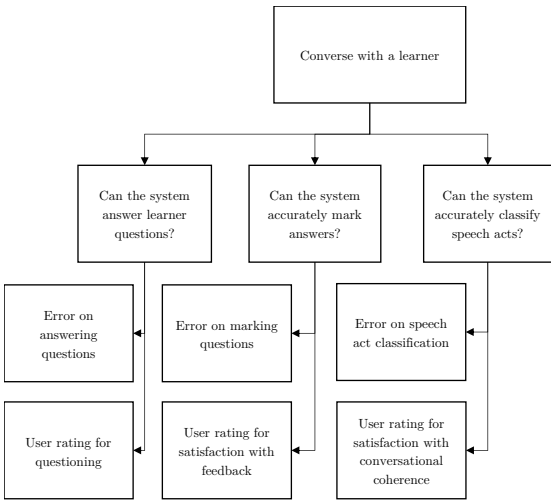 Converse with a learner
Can the system
answer learner
questions?
Can the system
accurately mark
answers?
Can the system
accurately classify
speech acts?
Error on
answering
questions
Error on marking
questions
Error on speech
act classification
User rating for
questioning
User rating for
satisfaction with
feedback
User rating for
satisfaction with
conversational
coherence